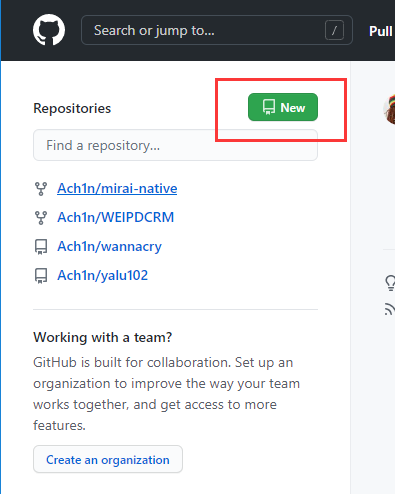 Search or jump to...
/
Pull
Repositories
New
Find a repository...
Ach1n/mirai-native
Ach1n/WEIPDCRM
Ach1n/wannacry
Ach1n/yalu102
Working with a team?
GitHub is built for collaboration. Set up an
organization to improve the way your team
works together, and get access to more
features.
Create an organization